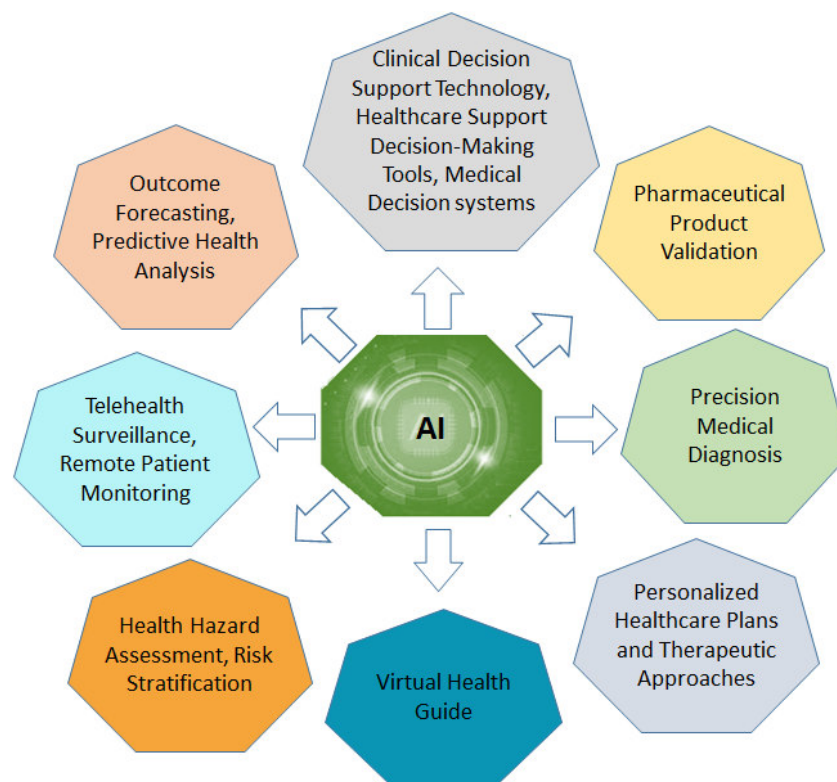 Clinical Decision
Support Technology,
Healthcare Support
Decision-Making
Tools, Medical
Decision systems
Outcome
Forecasting,
Predictive Health
Analysis
Pharmaceutical
Product
Validation
Telehealth
Surveillance,
Remote Patient
Monitoring
AI
Precision
Medical
Diagnosis
Health Hazard
Assessment, Risk
Stratification
Virtual Health
Guide
Personalized
Healthcare Plans
and Therapeutic
Approaches